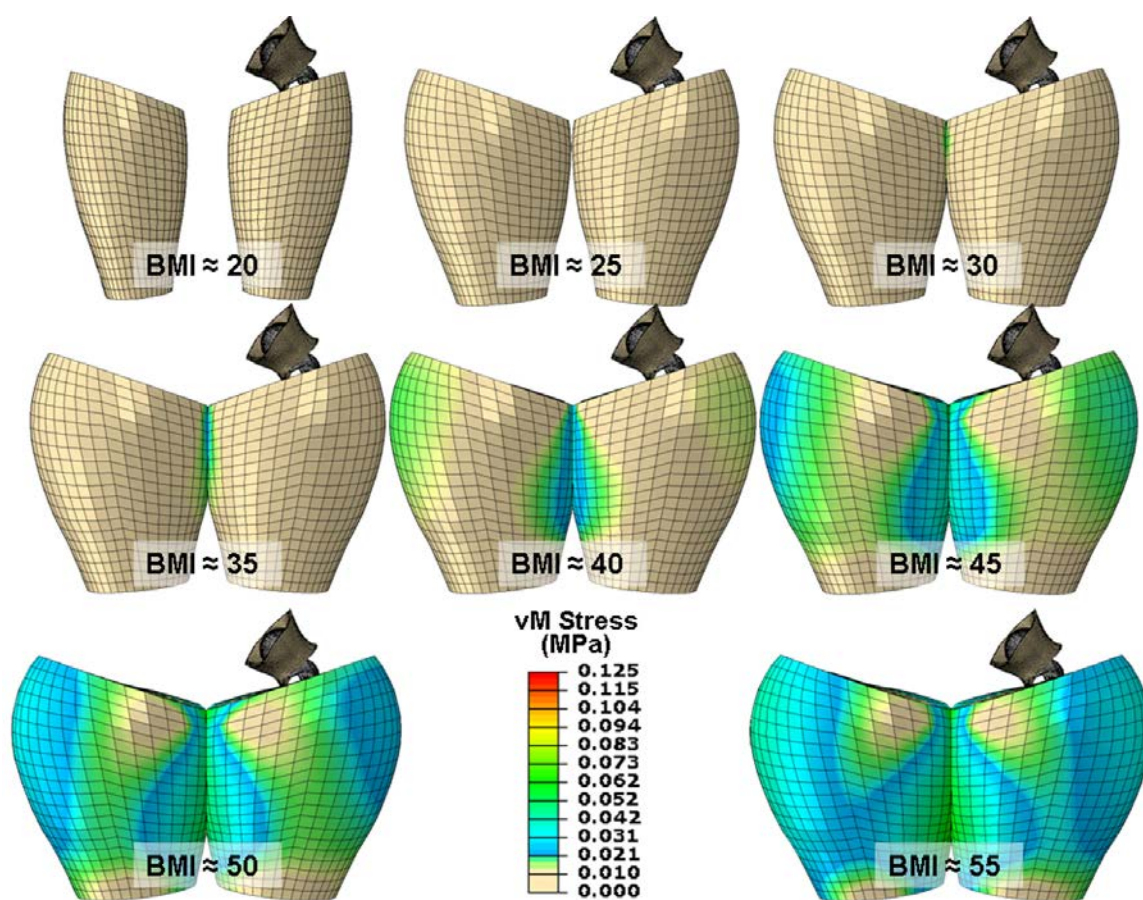 BMI ≈ 20
BMI ≈ 25
BMI ≈ 30
BMI ≈ 35
BMI ≈ 40
BMI ≈ 45
vM Stress
(MPa)
0.125
0.115
0.104
0.094
0.083
0.073
0.062
0.052
0.042
0.031
0.021
0.010
0.000
BMI ≈ 50
BMI ≈ 55